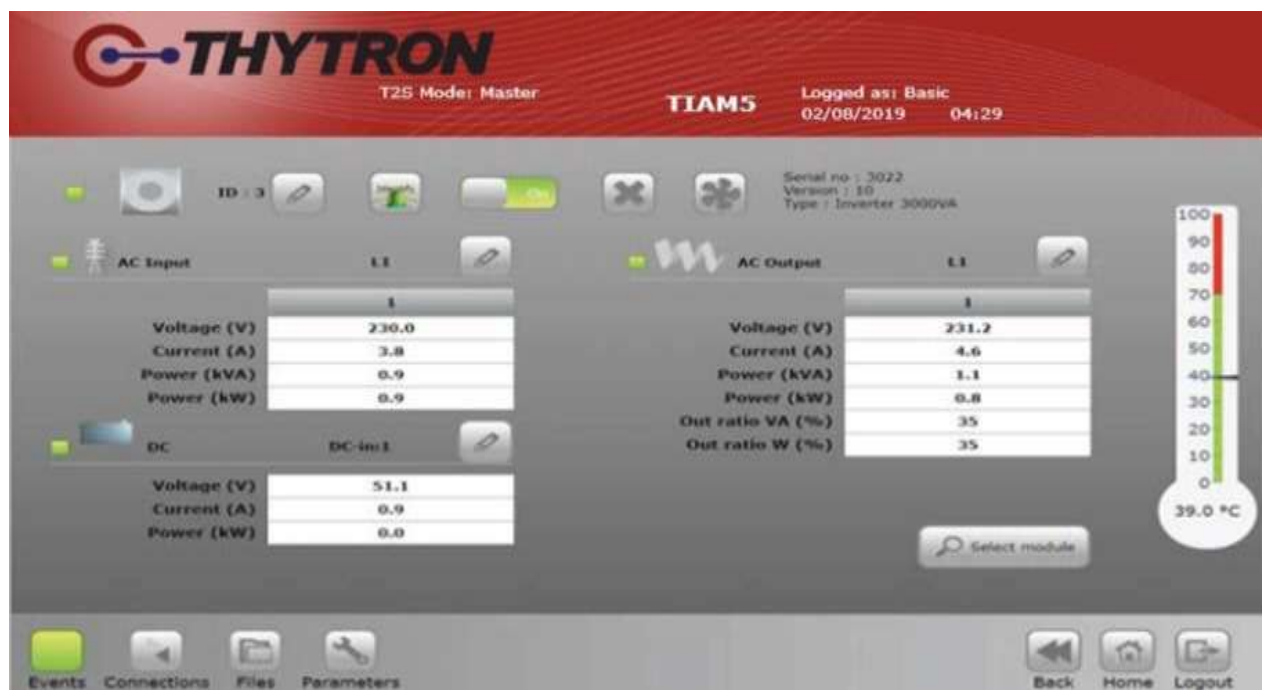 THYTRON
T2S Mode: Master
TIAM5
Logged as: Basic
02/08/2019 04:29
ID : 3
On
Serial no : 3022
Version : 10
Type : Inverter 3000VA
AC Input L1
1
Voltage (V) 230.0
Current (A) 3.8
Power (kVA) 0.9
Power (kW) 0.9
DC DC-in:1
Voltage (V) 51.1
Current (A) 0.9
Power (kW) 0.0
AC Output L1
1
Voltage (V) 231.2
Current (A) 4.6
Power (kVA) 1.1
Power (kW) 0.8
Out ratio VA (%) 35
Out ratio W (%) 35
Select module
100
90
80
70
60
50
40
30
20
10
0
39.0 °C
Events Connections Files Parameters Back Home Logout